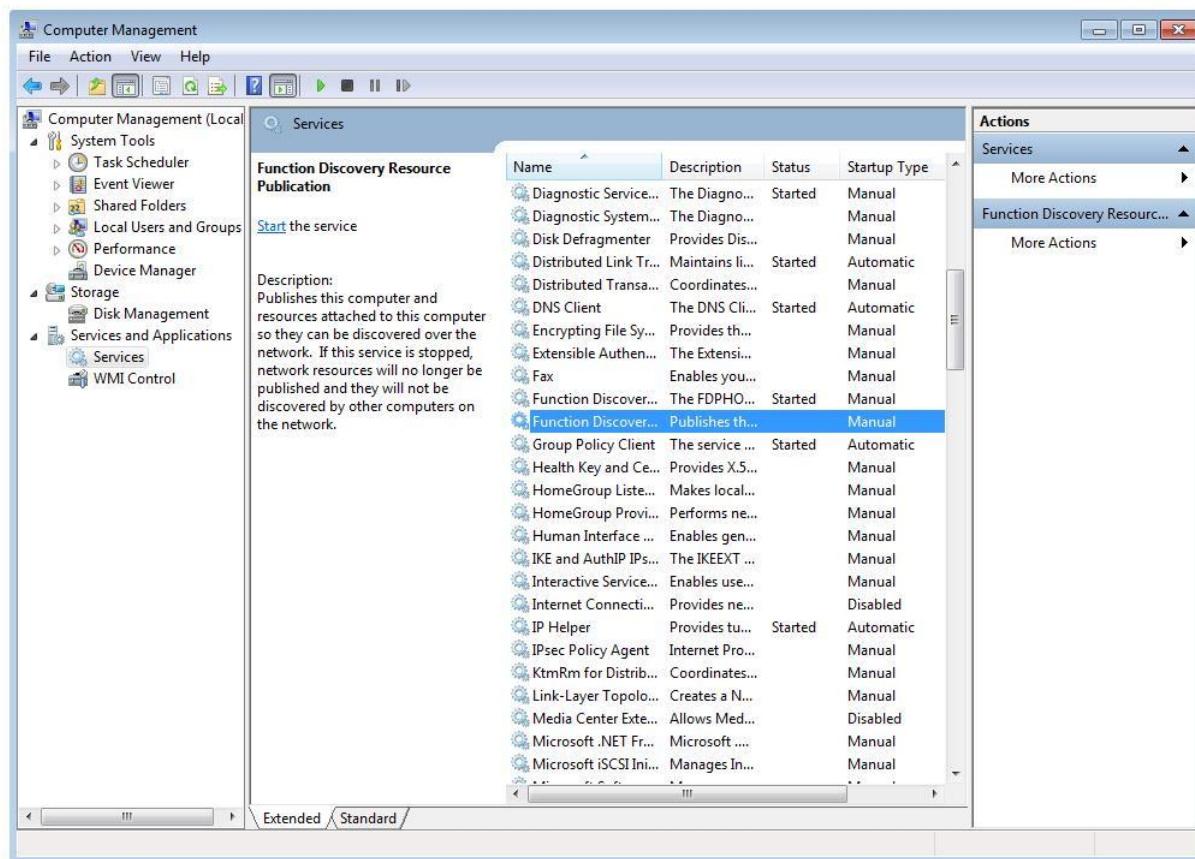 Computer Management
File Action View Help
Computer Management (Local
System Tools
Task Scheduler
Event Viewer
Shared Folders
Local Users and Groups
Performance
Device Manager
Storage
Disk Management
Services and Applications
Services
WMI Control
Services
Function Discovery Resource
Publication
Start the service
Description:
Publishes this computer and
resources attached to this computer
so they can be discovered over the
network. If this service is stopped,
network resources will no longer be
published and they will not be
discovered by other computers on
the network.
Name Description Status Startup Type
Diagnostic Service... The Diagno... Started Manual
Diagnostic System... The Diagno... Manual
Disk Defragmenter Provides Dis... Manual
Distributed Link Tr... Maintains li... Started Automatic
Distributed Transa... Coordinates... Manual
DNS Client The DNS Cli... Started Automatic
Encrypting File Sy... Provides th... Manual
Extensible Authen... The Extensi... Manual
Fax Enables you... Manual
Function Discover... The FDPHO... Started Manual
Function Discover... Publishes th... Manual
Group Policy Client The service ... Started Automatic
Health Key and Ce... Provides X.5... Manual
HomeGroup Liste... Makes local... Manual
HomeGroup Provi... Performs ne... Manual
Human Interface ... Enables gen... Manual
IKE and AuthIP IPs... The IKEEXT ... Manual
Interactive Service... Enables use... Manual
Internet Connecti... Provides ne... Disabled
IP Helper Provides tu... Started Automatic
IPsec Policy Agent Internet Pro... Manual
KtmRm for Distrib... Coordinates... Manual
Link-Layer Topolo... Creates a N... Manual
Media Center Exte... Allows Med... Disabled
Microsoft .NET Fr... Microsoft .... Manual
Microsoft iSCSI Ini... Manages In... Manual
Extended Standard
Actions
Services
More Actions
Function Discovery Resourc...
More Actions